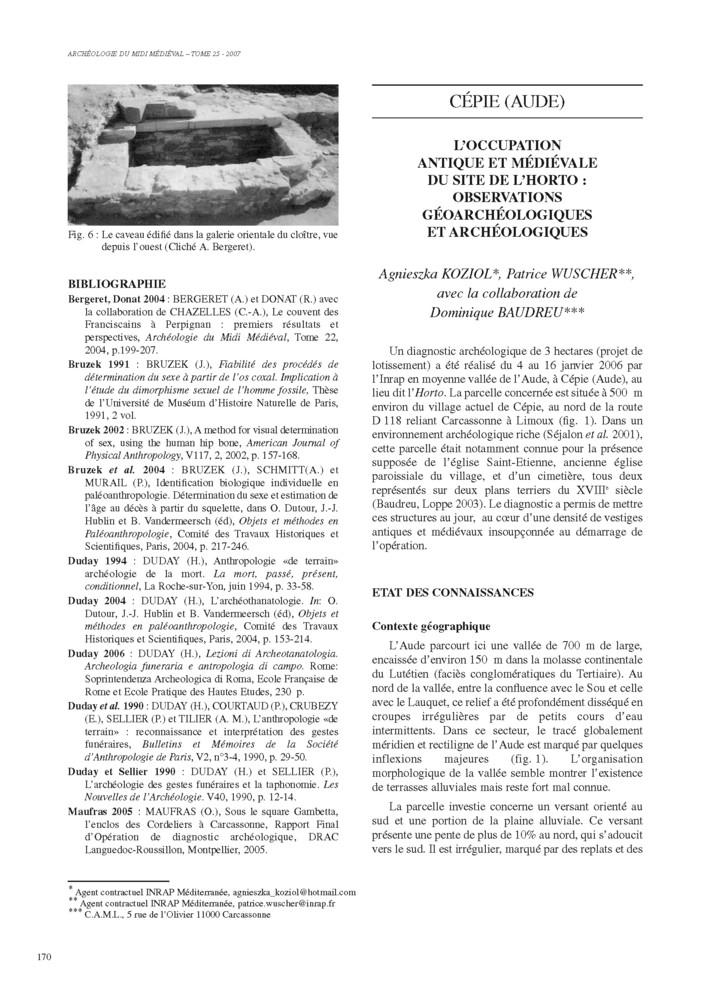 ARCHÉOLOGIE DU MIDI MÉDIÉVAL – TOME 25 - 2007
Fig. 6 : Le caveau édifié dans la galerie orientale du cloître, vue
depuis l'ouest (Cliché A. Bergeret).
BIBLIOGRAPHIE
Bergeret, Donat 2004 : BERGERET (A.) et DONAT (R.) avec
la collaboration de CHAZELLES (C.-A.), Le couvent des
Franciscains à Perpignan : premiers résultats et
perspectives, Archéologie du Midi Médiéval, Tome 22,
2004, p.199-207.
Bruzek 1991 : BRUZEK (J.), Fiabilité des procédés de
détermination du sexe à partir de l'os coxal. Implication à
l'étude du dimorphisme sexuel de l'homme fossile, Thèse
de l'Université de Muséum d'Histoire Naturelle de Paris,
1991, 2 vol.
Bruzek 2002 : BRUZEK (J.), A method for visual determination
of sex, using the human hip bone, American Journal of
Physical Anthropology, V117, 2, 2002, p. 157-168.
Bruzek et al. 2004 : BRUZEK (J.), SCHMITT(A.) et
MURAIL (P.), Identification biologique individuelle en
paléoanthropologie. Détermination du sexe et estimation de
l'âge au décès à partir du squelette, dans O. Dutour, J.-J.
Hublin et B. Vandermeersch (éd), Objets et méthodes en
Paléoanthropologie, Comité des Travaux Historiques et
Scientifiques, Paris, 2004, p. 217-246.
Duday 1994 : DUDAY (H.), Anthropologie «de terrain»
archéologie de la mort. La mort, passé, présent,
conditionnel, La Roche-sur-Yon, juin 1994, p. 33-58.
Duday 2004 : DUDAY (H.), L'archéothanatologie. In: O.
Dutour, J.-J. Hublin et B. Vandermeersch (éd), Objets et
méthodes en paléoanthropologie, Comité des Travaux
Historiques et Scientifiques, Paris, 2004, p. 153-214.
Duday 2006 : DUDAY (H.), Lezioni di Archeotanatologia.
Archeologia funeraria e antropologia di campo. Rome:
Soprintendenza Archeologica di Roma, Ecole Française de
Rome et Ecole Pratique des Hautes Etudes, 230 p.
Duday et al. 1990 : DUDAY (H.), COURTAUD (P.), CRUBEZY
(E.), SELLIER (P.) et TILIER (A. M.), L'anthropologie «de
terrain» : reconnaissance et interprétation des gestes
funéraires, Bulletins et Mémoires de la Société
d'Anthropologie de Paris, V2, n°3-4, 1990, p. 29-50.
Duday et Sellier 1990 : DUDAY (H.) et SELLIER (P.),
L'archéologie des gestes funéraires et la taphonomie. Les
Nouvelles de l'Archéologie. V40, 1990, p. 12-14.
Maufras 2005 : MAUFRAS (O.), Sous le square Gambetta,
l'enclos des Cordeliers à Carcassonne, Rapport Final
d'Opération de diagnostic archéologique, DRAC
Languedoc-Roussillon, Montpellier, 2005.
CÉPIE (AUDE)
L'OCCUPATION
ANTIQUE ET MÉDIÉVALE
DU SITE DE L'HORTO :
OBSERVATIONS
GÉOARCHÉOLOGIQUES
ET ARCHÉOLOGIQUES
Agnieszka KOZIOL*, Patrice WUSCHER**,
avec la collaboration de
Dominique BAUDREU***
Un diagnostic archéologique de 3 hectares (projet de
lotissement) a été réalisé du 4 au 16 janvier 2006 par
l'Inrap en moyenne vallée de l'Aude, à Cépie (Aude), au
lieu dit l'Horto. La parcelle concernée est située à 500 m
environ du village actuel de Cépie, au nord de la route
D 118 reliant Carcassonne à Limoux (fig. 1). Dans un
environnement archéologique riche (Séjalon et al. 2001),
cette parcelle était notamment connue pour la présence
supposée de l'église Saint-Etienne, ancienne église
paroissiale du village, et d'un cimetière, tous deux
représentés sur deux plans terriers du XVIIIe siècle
(Baudreu, Loppe 2003). Le diagnostic a permis de mettre
ces structures au jour, au cœur d'une densité de vestiges
antiques et médiévaux insoupçonnée au démarrage de
l'opération.
ETAT DES CONNAISSANCES
Contexte géographique
L'Aude parcourt ici une vallée de 700 m de large,
encaissée d'environ 150 m dans la molasse continentale
du Lutétien (faciès conglomératiques du Tertiaire). Au
nord de la vallée, entre la confluence avec le Sou et celle
avec le Lauquet, ce relief a été profondément disséqué en
croupes irrégulières par de petits cours d'eau
intermittents. Dans ce secteur, le tracé globalement
méridien et rectiligne de l'Aude est marqué par quelques
inflexions majeures (fig. 1). L'organisation
morphologique de la vallée semble montrer l'existence
de terrasses alluviales mais reste fort mal connue.
La parcelle investie concerne un versant orienté au
sud et une portion de la plaine alluviale. Ce versant
présente une pente de plus de 10% au nord, qui s'adoucit
vers le sud. Il est irrégulier, marqué par des replats et des
* Agent contractuel INRAP Méditerranée, agnieszka_koziol@hotmail.com
** Agent contractuel INRAP Méditerranée, patrice.wuscher@inrap.fr
*** C.A.M.L., 5 rue de l'Olivier 11000 Carcassonne
170